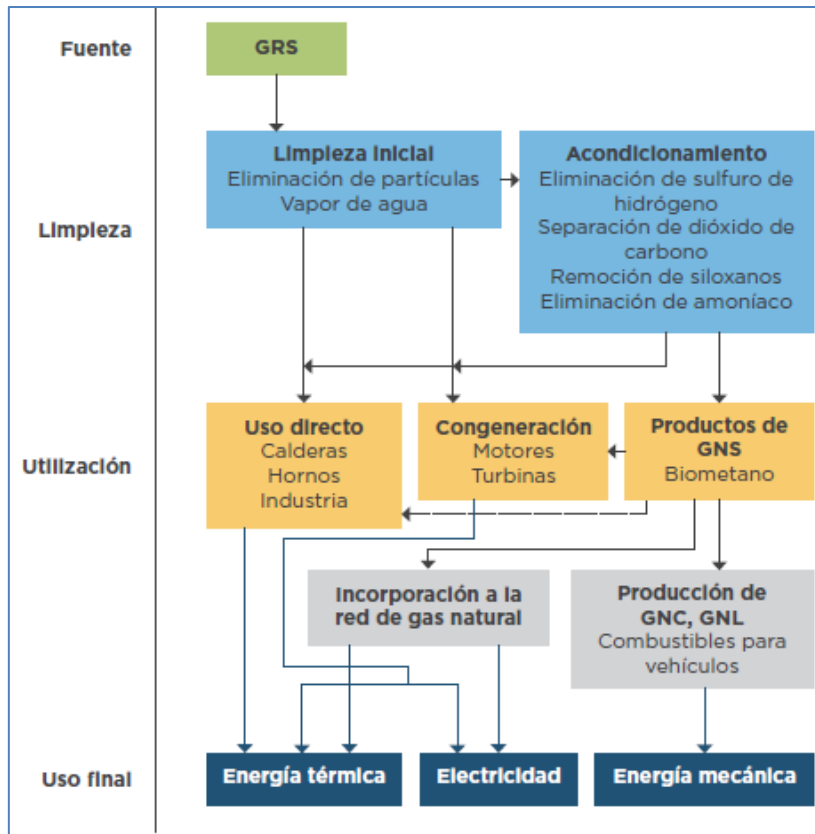 Fuente
GRS
Limpieza
Limpieza inicial
Eliminación de partículas
Vapor de agua
Acondicionamiento
Eliminación de sulfuro de
hidrógeno
Separación de dióxido de
carbono
Remoción de siloxanos
Eliminación de amoníaco
Utilización
Uso directo
Calderas
Hornos
Industria
Congeneración
Motores
Turbinas
Productos de
GNS
Biometano
Incorporación a la
red de gas natural
Producción de
GNC, GNL
Combustibles para
vehículos
Uso final
Energía térmica
Electricidad
Energía mecánica